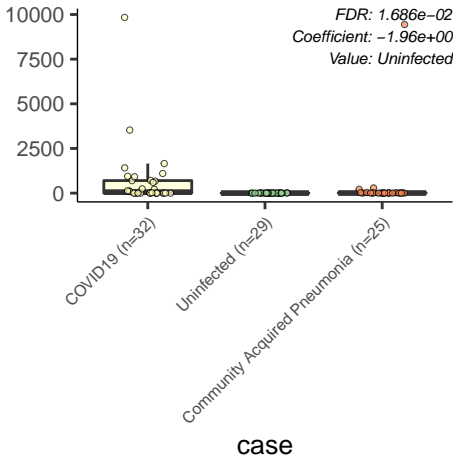 FDR: 1.686e−02
Coefficient: −1.96e+00
Value: Uninfected
10000
7500
5000
2500
0
COVID19 (n=32)
Uninfected (n=29)
Community Acquired Pneumonia (n=25)
case